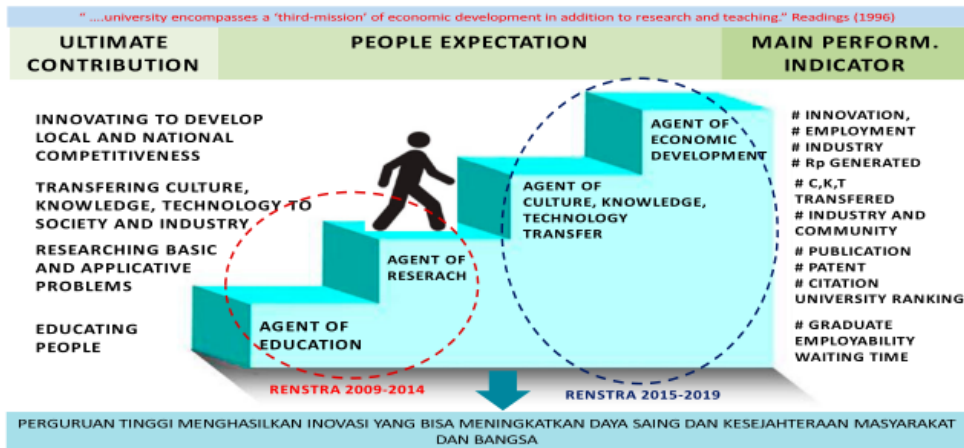 “ ....university encompasses a ‘third-mission’ of economic development in addition to research and teaching.” Readings (1996)
ULTIMATE
CONTRIBUTION
PEOPLE EXPECTATION
MAIN PERFORM.
INDICATOR
INNOVATING TO DEVELOP
LOCAL AND NATIONAL
COMPETITIVENESS
TRANSFERING CULTURE,
KNOWLEDGE, TECHNOLOGY TO
SOCIETY AND INDUSTRY
RESEARCHING BASIC
AND APPLICATIVE
PROBLEMS
EDUCATING
PEOPLE
AGENT OF
EDUCATION
AGENT OF
RESERACH
AGENT OF
CULTURE, KNOWLEDGE,
TECHNOLOGY
TRANSFER
AGENT OF
ECONOMIC
DEVELOPMENT
# INNOVATION,
# EMPLOYMENT
# INDUSTRY
# Rp GENERATED
# C,K,T
TRANSFERED
# INDUSTRY AND
COMMUNITY
# PUBLICATION
# PATENT
# CITATION
UNIVERSITY RANKING
# GRADUATE
EMPLOYABILITY
WAITING TIME
RENSTRA 2009-2014
RENSTRA 2015-2019
PERGURUAN TINGGI MENGHASILKAN INOVASI YANG BISA MENINGKATKAN DAYA SAING DAN KESEJAHTERAAN MASYARAKAT
DAN BANGSA